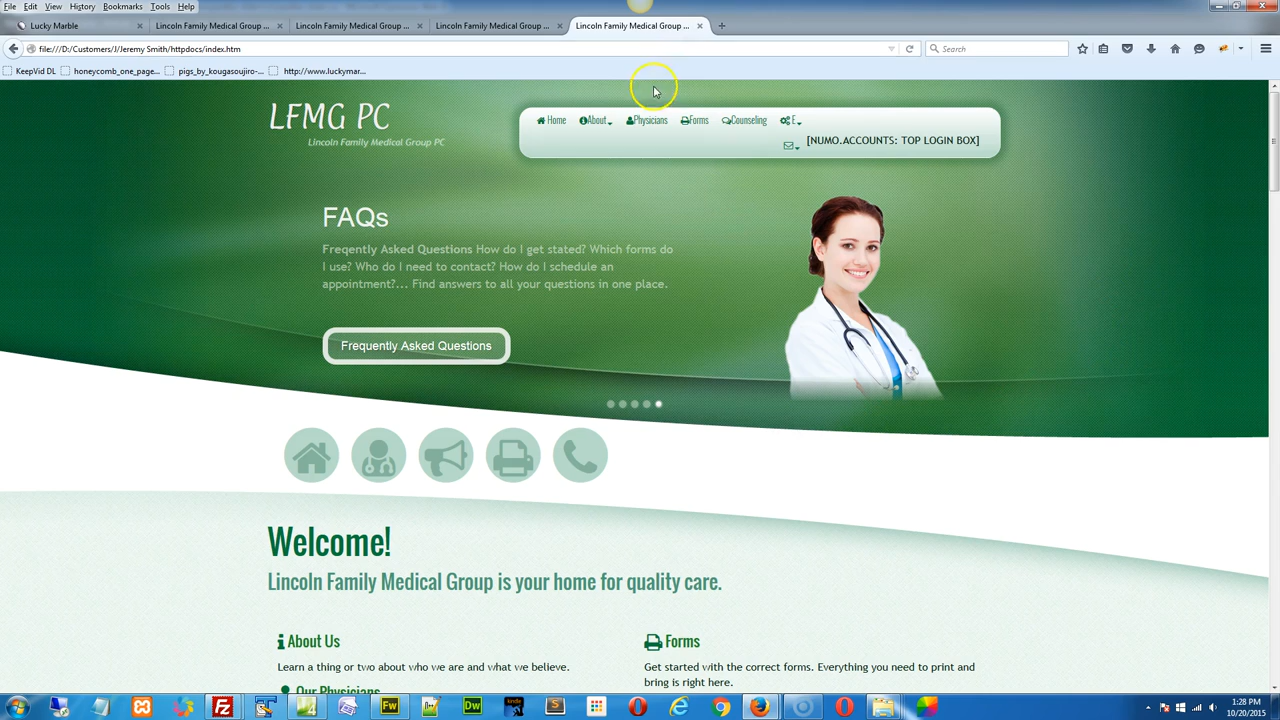 File Edit View History Bookmarks Tools Help
Lucky Marble × Lincoln Family Medical Group ... × Lincoln Family Medical Group ... × Lincoln Family Medical Group ... × Lincoln Family Medical Group ... × +
file:///D:/Customers/J/Jeremy Smith/httpdocs/index.htm Search
KeepVid DL honeycomb_one_page... pigs_by_kougasoujiro-... http://www.luckymar...
LFMG PC
Lincoln Family Medical Group PC
Home About Physicians Forms Counseling E
[NUMO.ACCOUNTS: TOP LOGIN BOX]
FAQs
Freqently Asked Questions How do I get stated? Which forms do
I use? Who do I need to contact? How do I schedule an
appointment?... Find answers to all your questions in one place.
Frequently Asked Questions
Welcome!
Lincoln Family Medical Group is your home for quality care.
About Us
Learn a thing or two about who we are and what we believe.
Our Physicians
Forms
Get started with the correct forms. Everything you need to print and
bring is right here.
Fz
Fw
kindle
Dw
S
1:28 PM
10/20/2015